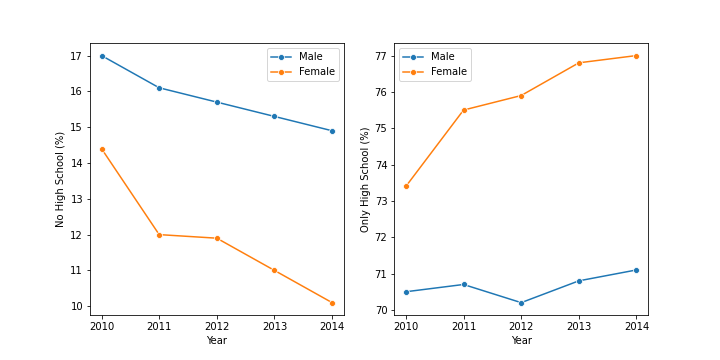 No High School (%)
17
16
15
14
13
12
11
10
Male
Female
2010 2011 2012 2013 2014
Year
Only High School (%)
77
76
75
74
73
72
71
70
Male
Female
2010 2011 2012 2013 2014
Year